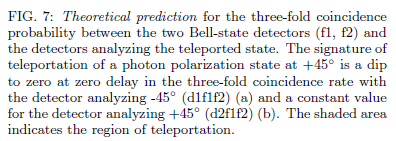 FIG. 7: Theoretical prediction for the three-fold coincidence
probability between the two Bell-state detectors (f1, f2) and
the detectors analyzing the teleported state. The signature of
teleportation of a photon polarization state at +45° is a dip
to zero at zero delay in the three-fold coincidence rate with
the detector analyzing -45° (d1f1f2) (a) and a constant value
for the detector analyzing +45° (d2f1f2) (b). The shaded area
indicates the region of teleportation.